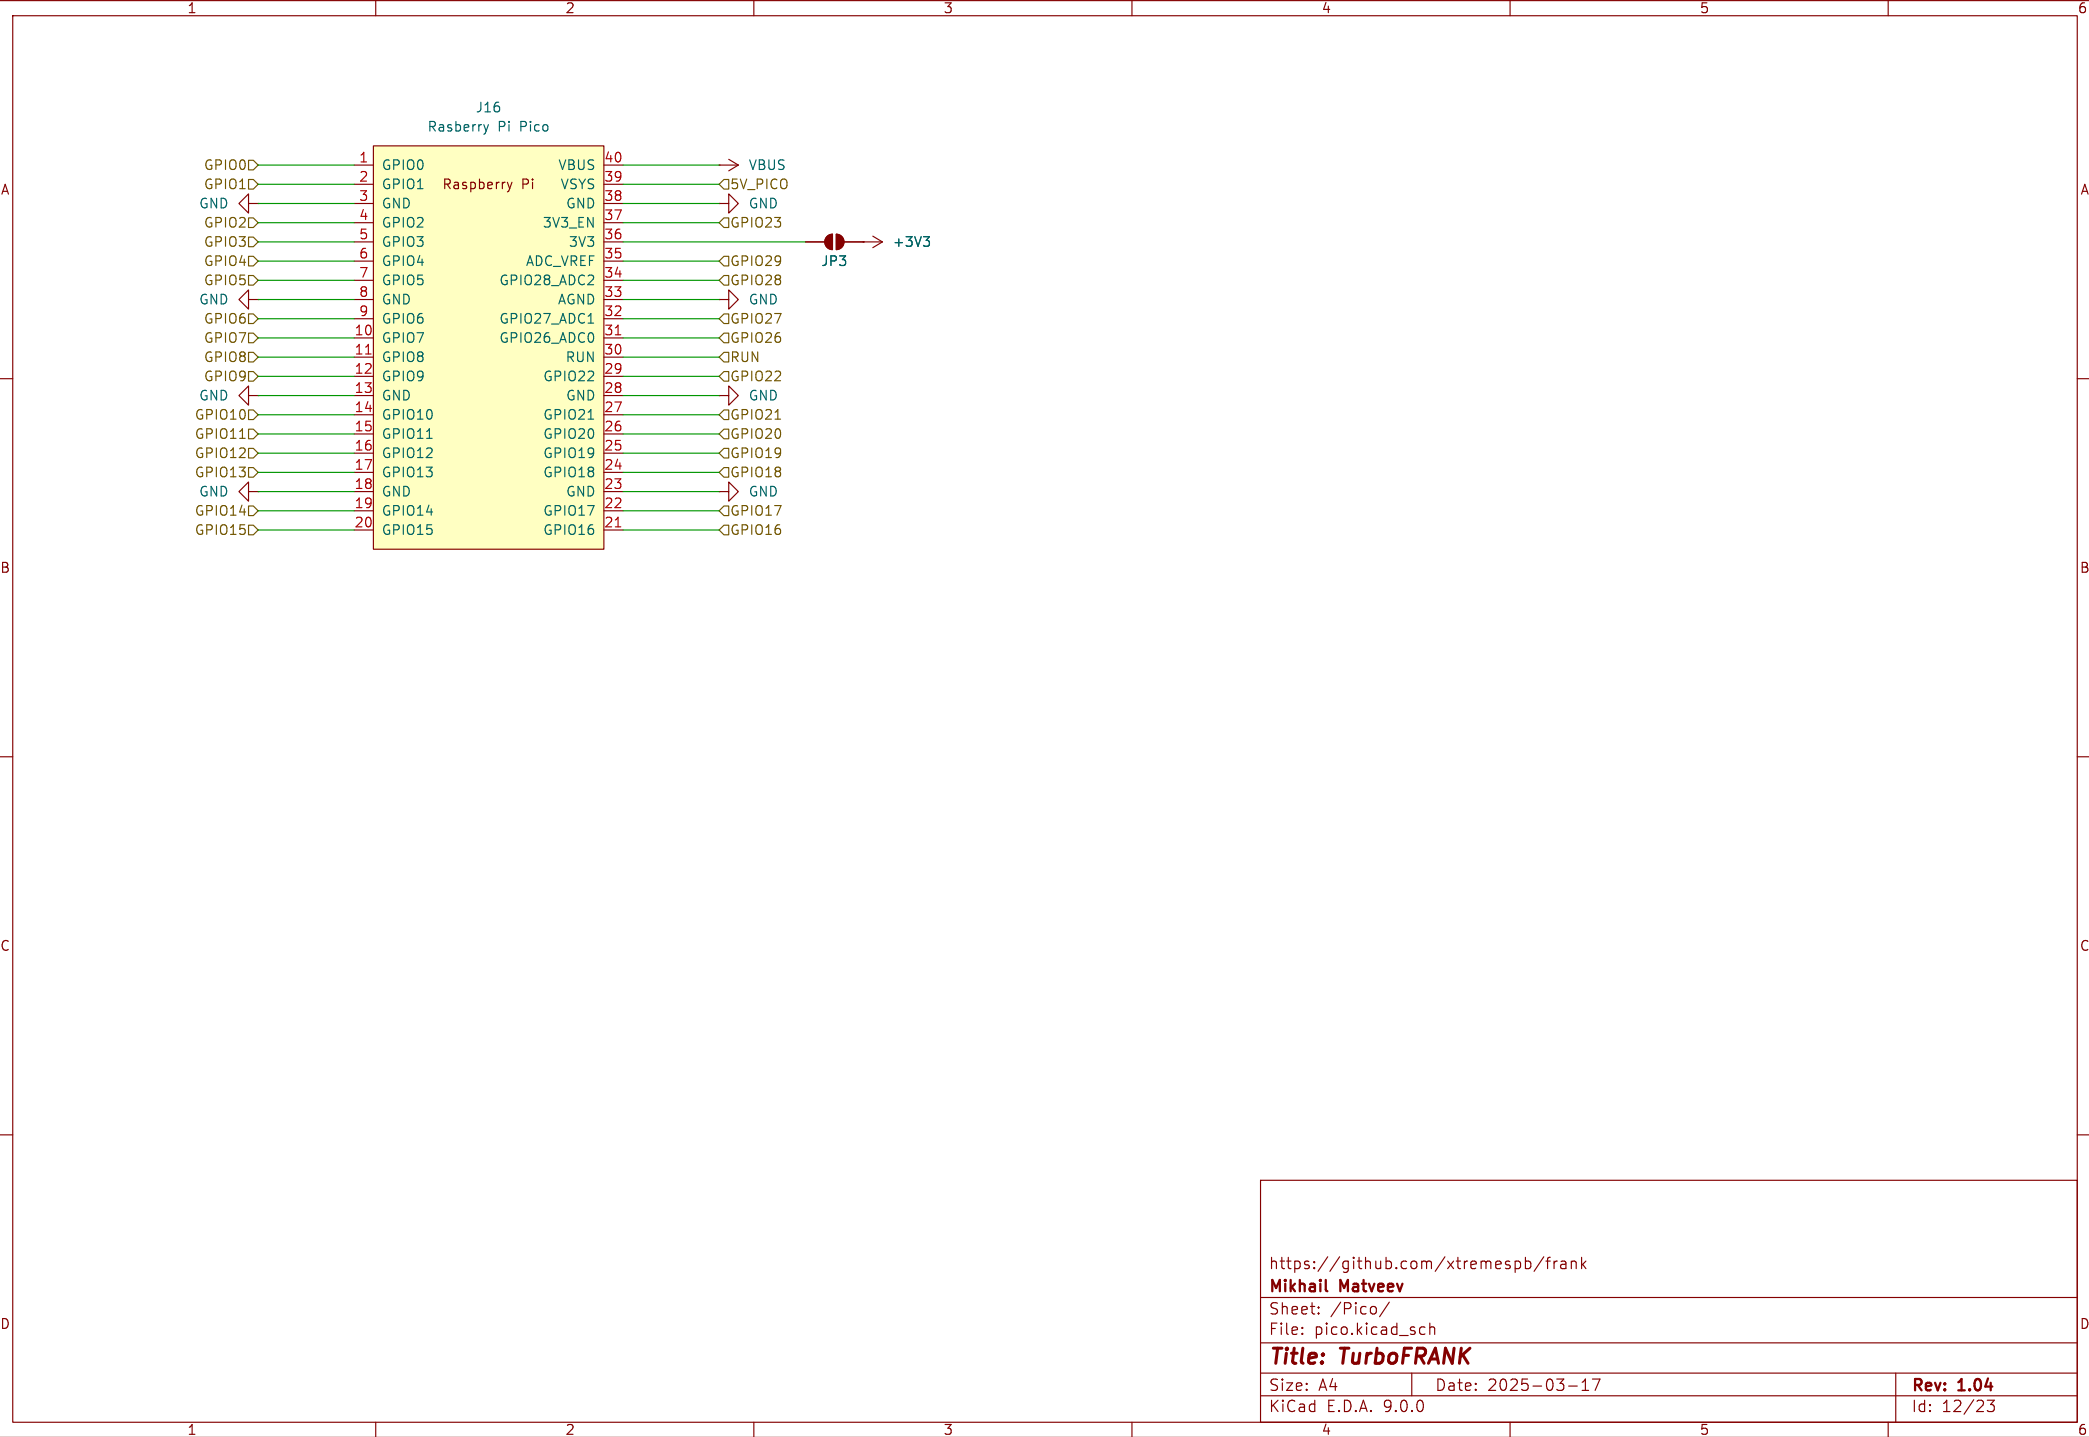 1 2 3 4 5 6
J16
Rasberry Pi Pico
GPIO0 1 GPIO0 VBUS 40 VBUS
GPIO1 2 GPIO1 Raspberry Pi VSYS 39 5V_PICO
A A
GND 3 GND GND 38 GND
GPIO2 4 GPIO2 3V3_EN 37 GPIO23
GPIO3 5 GPIO3 3V3 36 +3V3
GPIO4 6 GPIO4 ADC_VREF 35 GPIO29 JP3
GPIO5 7 GPIO5 GPIO28_ADC2 34 GPIO28
GND 8 GND AGND 33 GND
GPIO6 9 GPIO6 GPIO27_ADC1 32 GPIO27
GPIO7 10 GPIO7 GPIO26_ADC0 31 GPIO26
GPIO8 11 GPIO8 RUN 30 RUN
GPIO9 12 GPIO9 GPIO22 29 GPIO22
GND 13 GND GND 28 GND
GPIO10 14 GPIO10 GPIO21 27 GPIO21
GPIO11 15 GPIO11 GPIO20 26 GPIO20
GPIO12 16 GPIO12 GPIO19 25 GPIO19
GPIO13 17 GPIO13 GPIO18 24 GPIO18
GND 18 GND GND 23 GND
GPIO14 19 GPIO14 GPIO17 22 GPIO17
GPIO15 20 GPIO15 GPIO16 21 GPIO16
B B
C C
https://github.com/xtremespb/frank
Mikhail Matveev
Sheet: /Pico/
D D
File: pico.kicad_sch
Title: TurboFRANK
Size: A4 Date: 2025-03-17 Rev: 1.04
KiCad E.D.A. 9.0.0 Id: 12/23
1 2 3 4 5 6